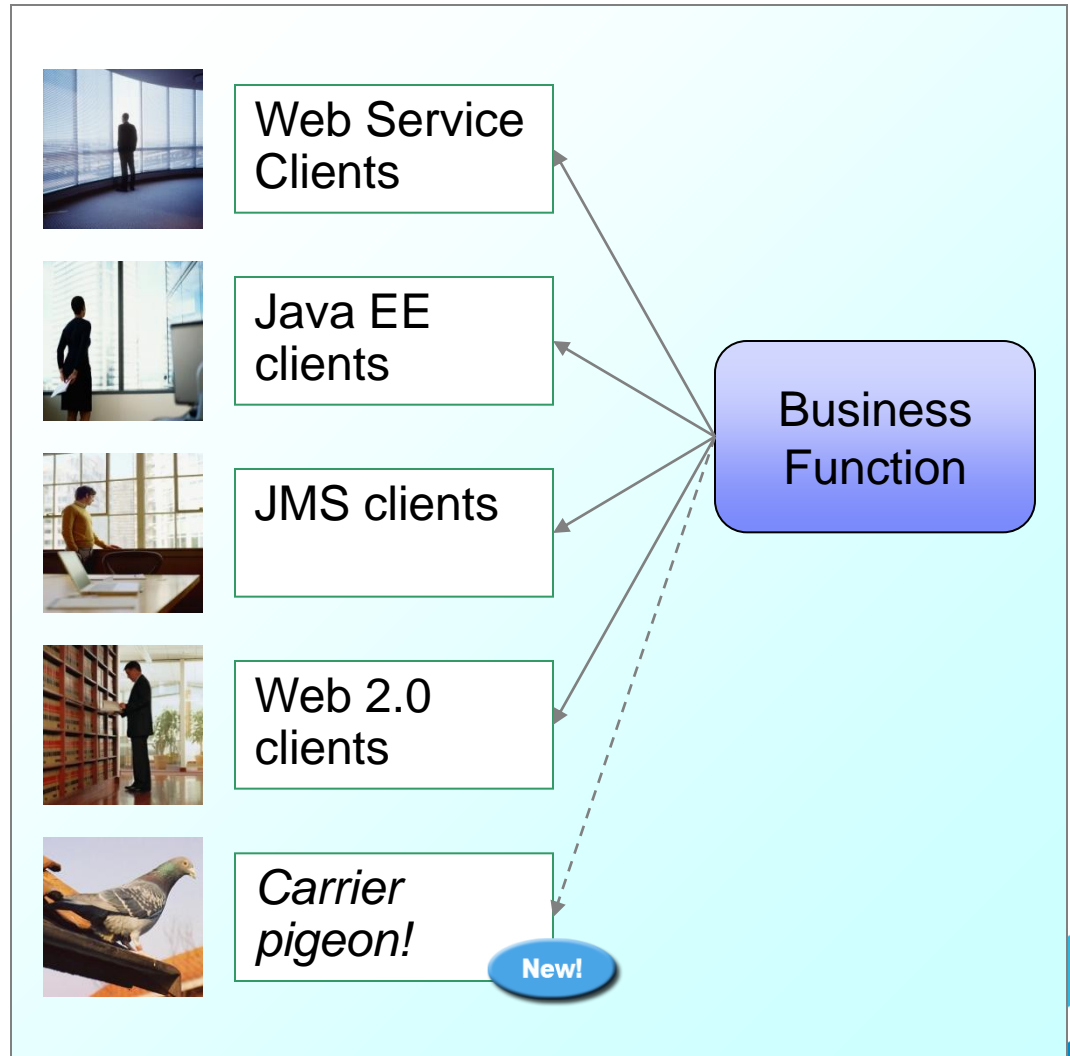 Web Service
Clients
Java EE
clients
Business
Function
JMS clients
Web 2.0
clients
Carrier
pigeon!
New!